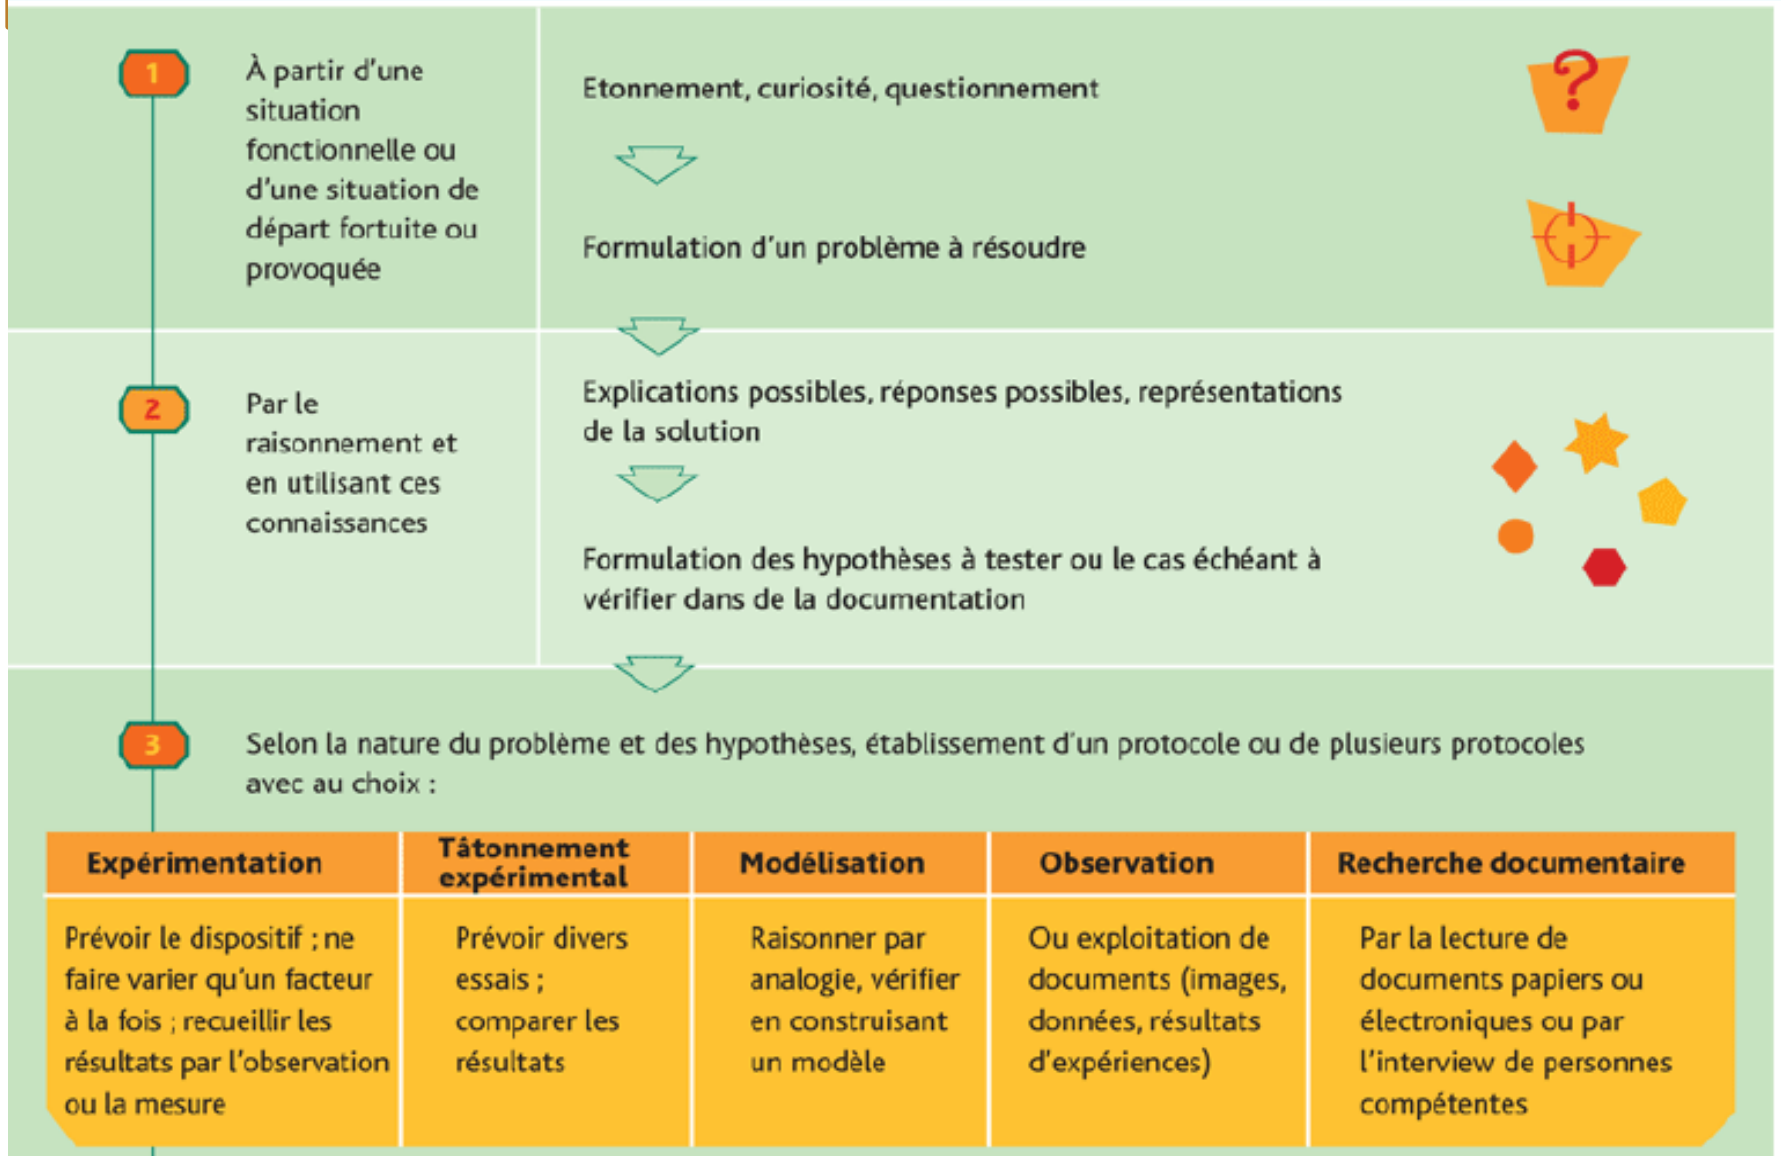 1
À partir d'une
situation
fonctionnelle ou
d'une situation de
départ fortuite ou
provoquée
Etonnement, curiosité, questionnement
?
Formulation d'un problème à résoudre
2
Par le
raisonnement et
en utilisant ces
connaissances
Explications possibles, réponses possibles, représentations
de la solution
Formulation des hypothèses à tester ou le cas échéant à
vérifier dans de la documentation
3
Selon la nature du problème et des hypothèses, établissement d'un protocole ou de plusieurs protocoles
avec au choix :
Expérimentation
Prévoir le dispositif ; ne
faire varier qu'un facteur
à la fois ; recueillir les
résultats par l'observation
ou la mesure
Tâtonnement
expérimental
Prévoir divers
essais ;
comparer les
résultats
Modélisation
Raisonner par
analogie, vérifier
en construisant
un modèle
Observation
Ou exploitation de
documents (images,
données, résultats
d'expériences)
Recherche documentaire
Par la lecture de
documents papiers ou
électroniques ou par
l'interview de personnes
compétentes